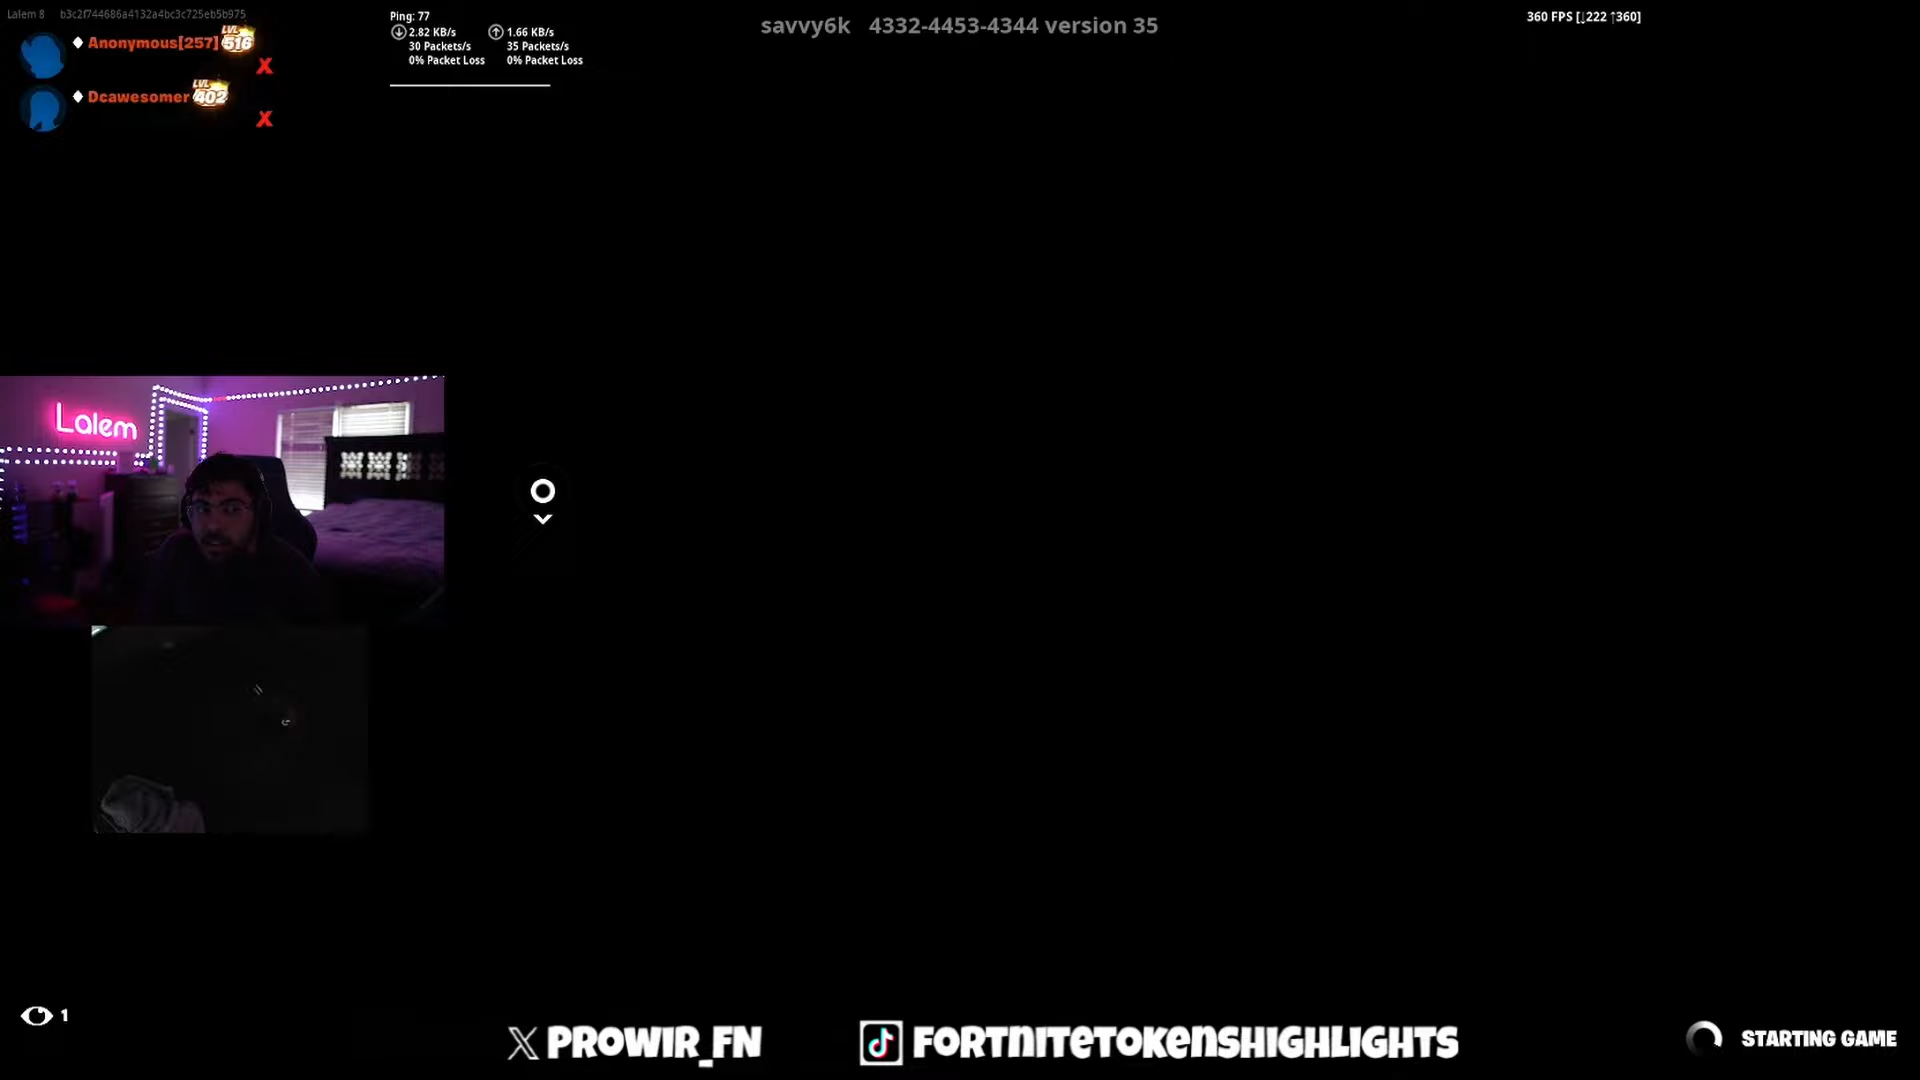 Lalem 8 b3c2f744686a4132a4bc3c725eb5b975
Anonymous[257] LVL 516
X
Dcawesomer LVL 402
X
Ping: 77
2.82 KB/s 1.66 KB/s
30 Packets/s 35 Packets/s
0% Packet Loss 0% Packet Loss
savvy6k 4332-4453-4344 version 35
360 FPS [↓222 ↑360]
Lalem
1
X PROWIR_FN
FORTNITETOKENSHIGHLIGHTS
STARTING GAME